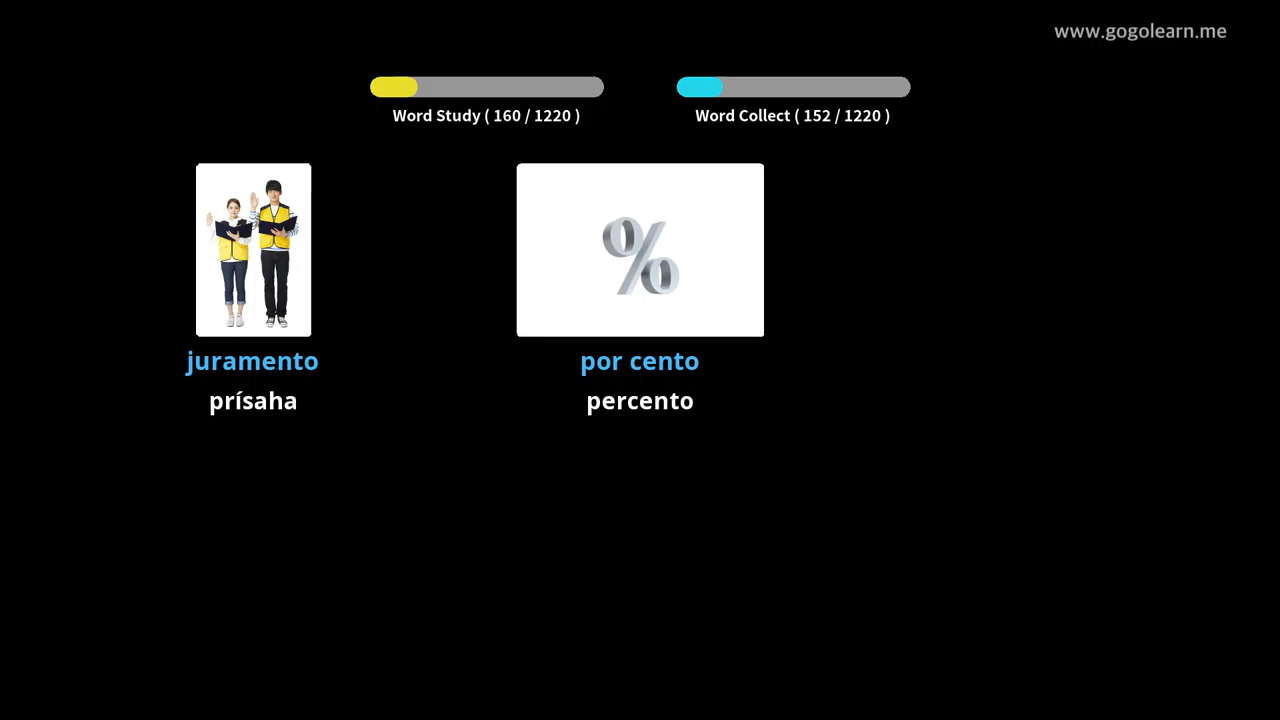 www.gogolearn.me
Word Study ( 160 / 1220 )
Word Collect ( 152 / 1220 )
%
juramento
prísaha
por cento
percento